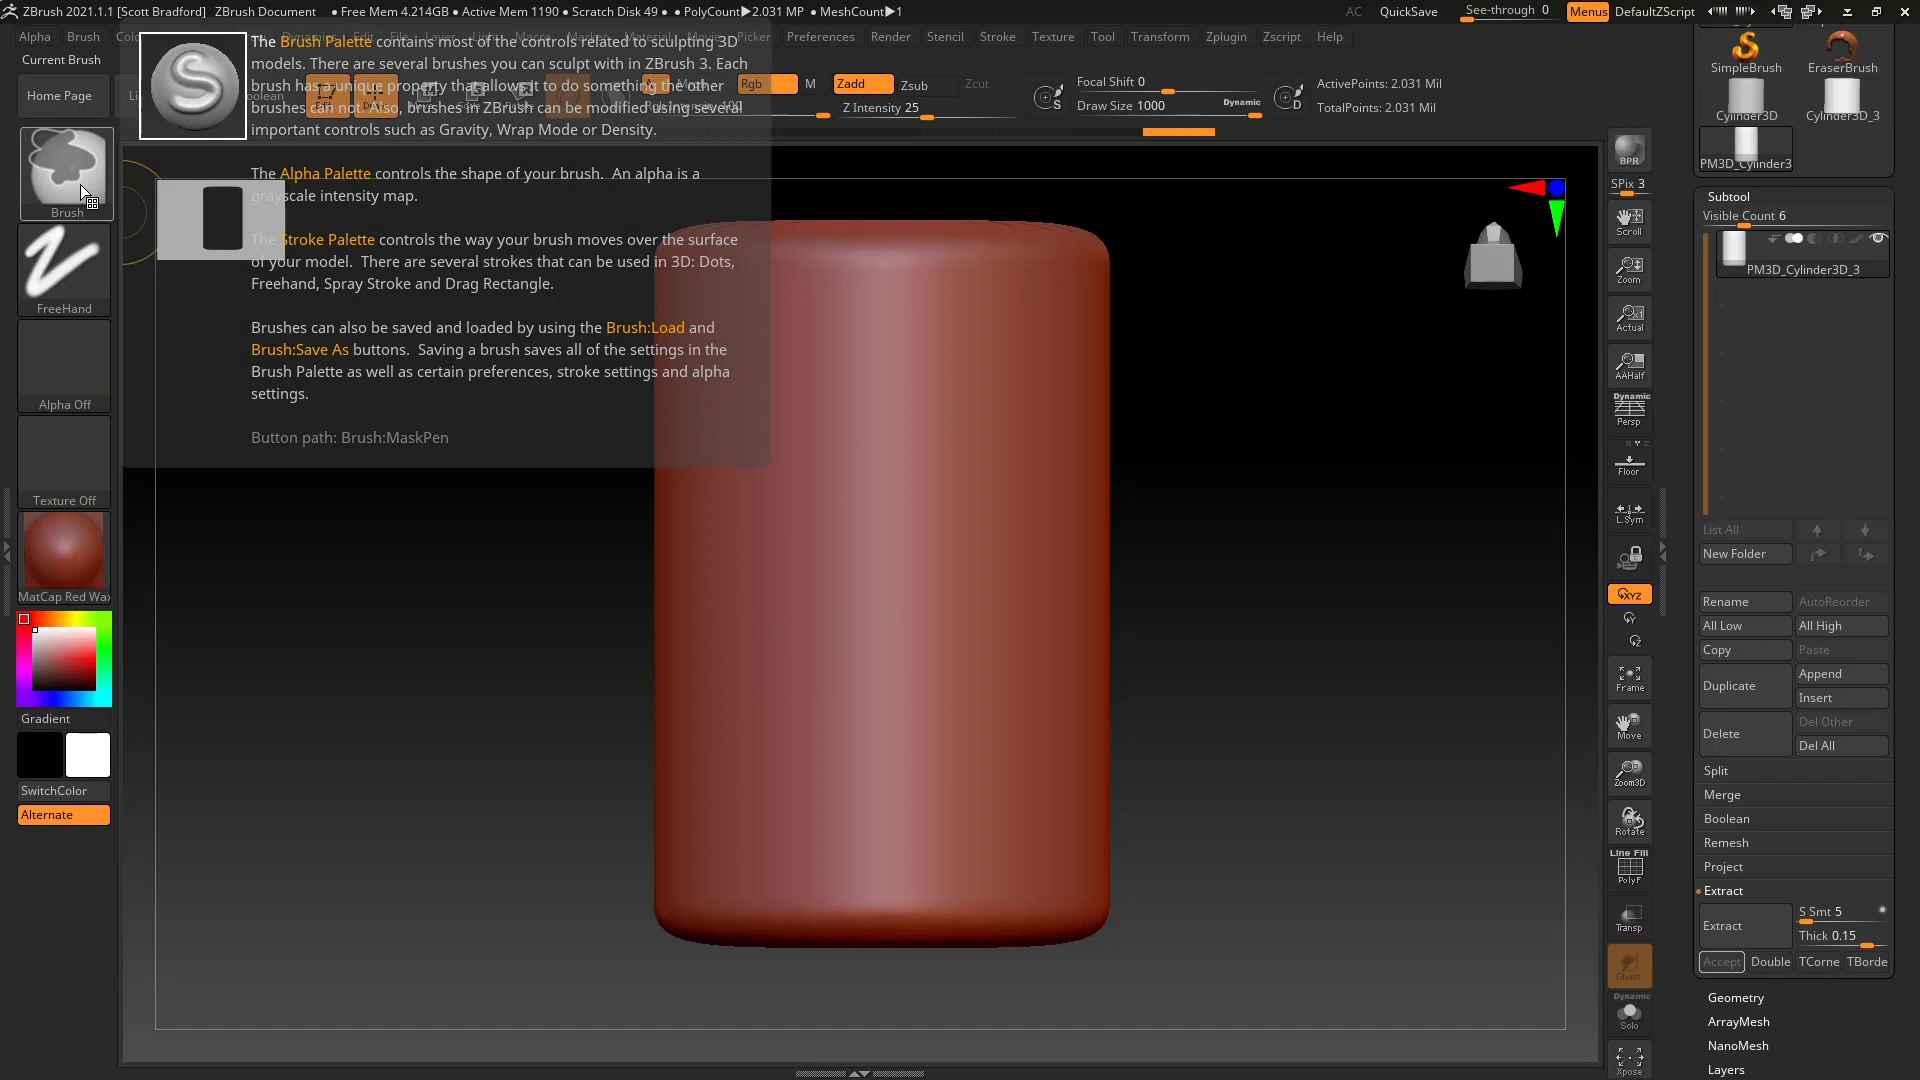 ZBrush 2021.1.1 [Scott Bradford]   ZBrush Document   • Free Mem 4.214GB • Active Mem 1190 • Scratch Disk 49 •  • PolyCount▶2.031 MP  • MeshCount▶1
AC   QuickSave   See-through  0   Menus   DefaultZScript
Alpha   Brush   Picker   Preferences   Render   Stencil   Stroke   Texture   Tool   Transform   Zplugin   Zscript   Help
Current Brush
Home Page
The Brush Palette contains most of the controls related to sculpting 3D
models. There are several brushes you can sculpt with in ZBrush 3. Each
brush has a unique property that allows it to do something the other
brushes can not. Also, brushes in ZBrush can be modified using several
important controls such as Gravity, Wrap Mode or Density.
The Alpha Palette controls the shape of your brush.  An alpha is a
grayscale intensity map.
The Stroke Palette controls the way your brush moves over the surface
of your model.  There are several strokes that can be used in 3D: Dots,
Freehand, Spray Stroke and Drag Rectangle.
Brushes can also be saved and loaded by using the Brush:Load and
Brush:Save As buttons.  Saving a brush saves all of the settings in the
Brush Palette as well as certain preferences, stroke settings and alpha
settings.
Button path: Brush:MaskPen
Rgb   M   Zadd   Zsub   Zcut
Z Intensity 25
Focal Shift 0
Draw Size 1000   Dynamic
S
D
ActivePoints: 2.031 Mil
TotalPoints: 2.031 Mil
Brush
FreeHand
Alpha Off
Texture Off
MatCap Red Wax
Gradient
SwitchColor
Alternate
BPR
SPix 3
Scroll
Zoom
Actual
AAHalf
Dynamic
Persp
Floor
L.Sym
XYZ
Frame
Move
Zoom3D
Rotate
Line Fill
PolyF
Transp
Ghost
Dynamic
Solo
Xpose
SimpleBrush   EraserBrush
Cylinder3D   Cylinder3D_3
PM3D_Cylinder3
Subtool
Visible Count 6
PM3D_Cylinder3D_3
List All
New Folder
Rename   AutoReorder
All Low   All High
Copy   Paste
Duplicate   Append
Insert
Delete   Del Other
Del All
Split
Merge
Boolean
Remesh
Project
Extract
Extract   S Smt 5
Thick 0.15
Accept   Double   TCorne   TBorde
Geometry
ArrayMesh
NanoMesh
Layers